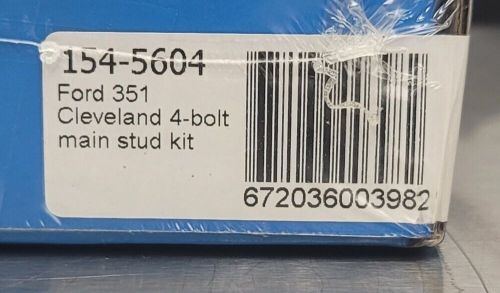 154-5604
Ford 351
Cleveland 4-bolt
main stud kit
672036003982